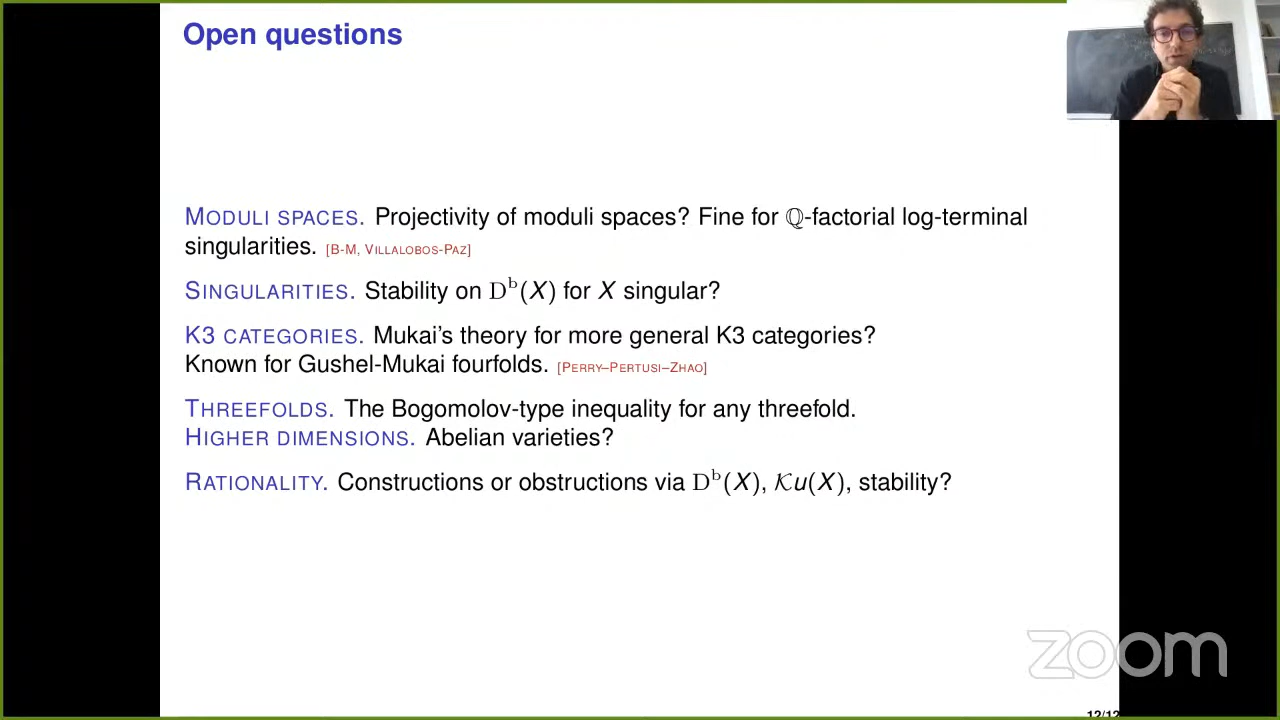 Open questions
MODULI SPACES. Projectivity of moduli spaces? Fine for ℚ-factorial log-terminal
singularities. [B-M, VILLALOBOS-PAZ]
SINGULARITIES. Stability on Dᵇ(X) for X singular?
K3 CATEGORIES. Mukai's theory for more general K3 categories?
Known for Gushel-Mukai fourfolds. [PERRY–PERTUSI–ZHAO]
THREEFOLDS. The Bogomolov-type inequality for any threefold.
HIGHER DIMENSIONS. Abelian varieties?
RATIONALITY. Constructions or obstructions via Dᵇ(X), 𝒦u(X), stability?
zoom